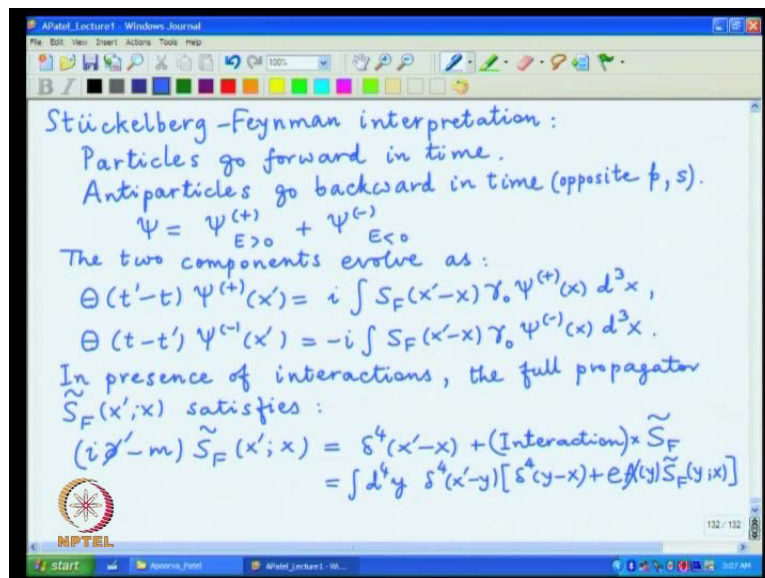 APatel_Lecture1 - Windows Journal
File Edit View Insert Actions Tools Help
100%
B I
Stückelberg-Feynman interpretation:
Particles go forward in time.
Antiparticles go backward in time (opposite p, s).
Ψ = Ψ^(+)_{E>0} + Ψ^(-)_{E<0}
The two components evolve as:
Θ(t'-t) Ψ^(+)(x') = i ∫ S_F(x'-x) γ_0 Ψ^(+)(x) d^3x,
Θ(t-t') Ψ^(-)(x') = -i ∫ S_F(x'-x) γ_0 Ψ^(-)(x) d^3x.
In presence of interactions, the full propagator
S̃_F(x';x) satisfies:
(i∂̸'-m) S̃_F(x';x) = δ^4(x'-x) + (Interaction)× S̃_F
= ∫ d^4y δ^4(x'-y)[δ^4(y-x) + eA̸(y)S̃_F(y;x)]
NPTEL
132 / 132
start Apoorva_Patel APatel_Lecture1 - Wi... 3:07 AM